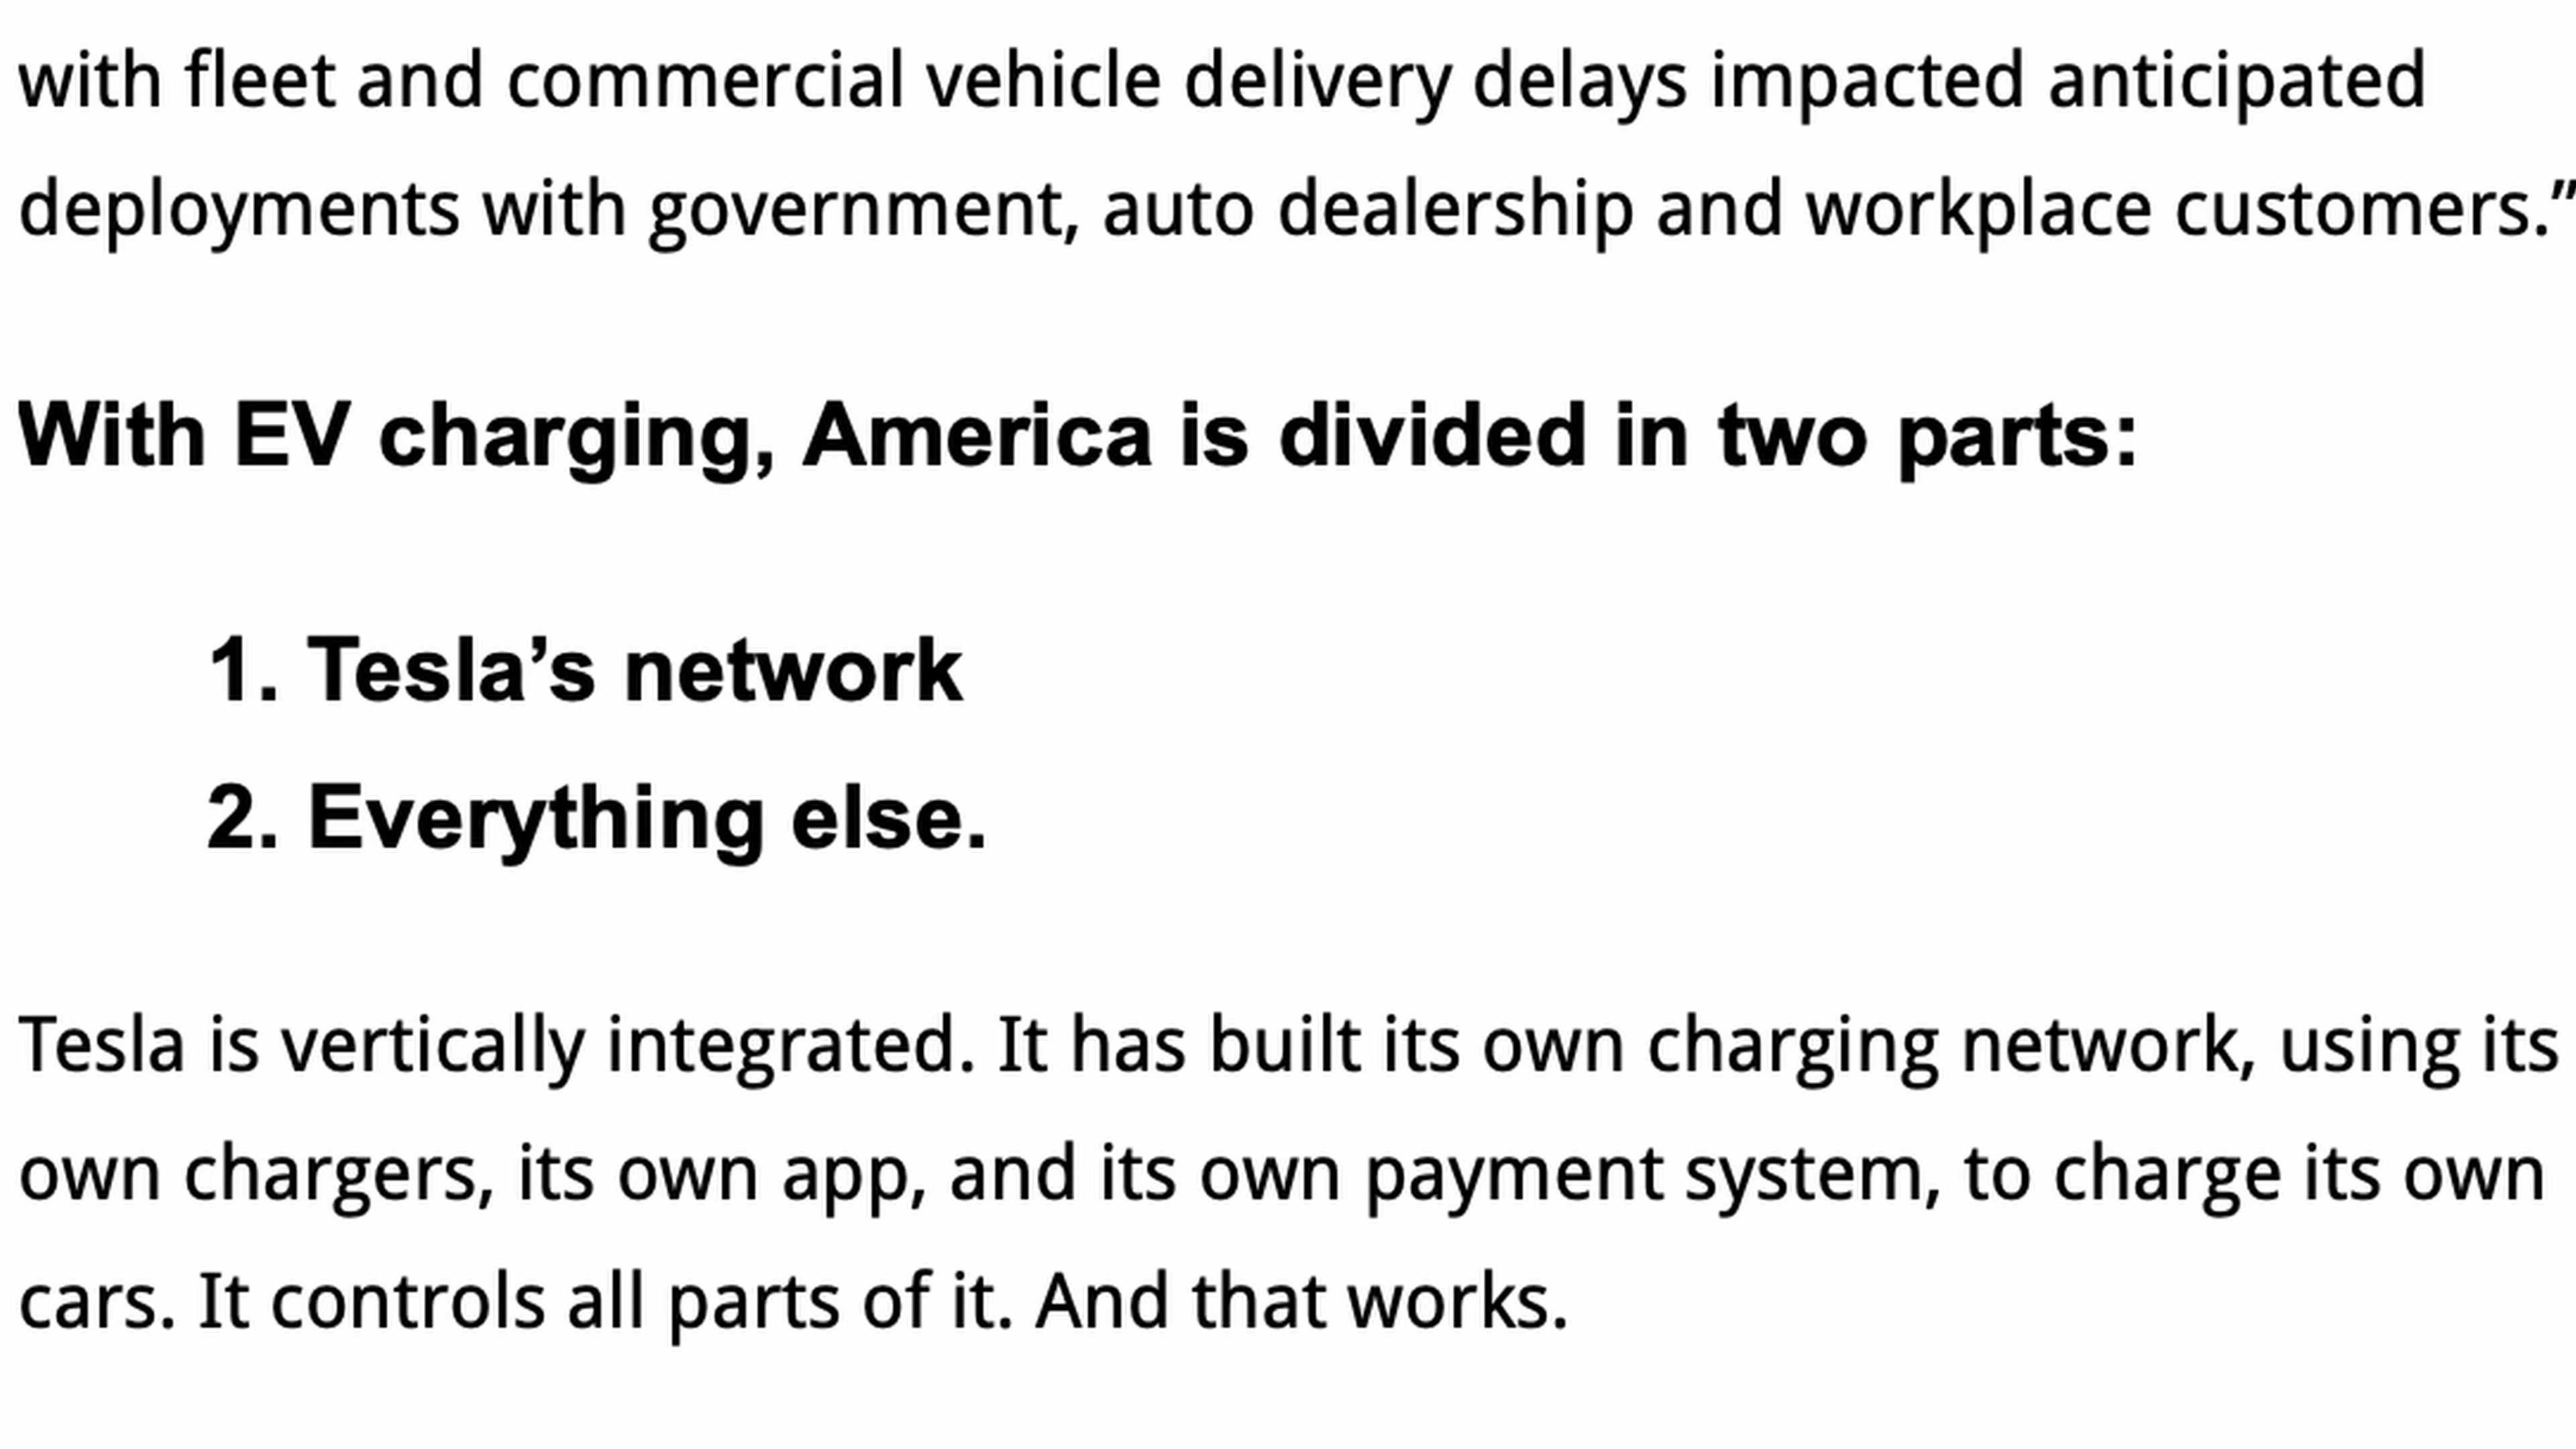 with fleet and commercial vehicle delivery delays impacted anticipated
deployments with government, auto dealership and workplace customers.”
With EV charging, America is divided in two parts:
1. Tesla’s network
2. Everything else.
Tesla is vertically integrated. It has built its own charging network, using its
own chargers, its own app, and its own payment system, to charge its own
cars. It controls all parts of it. And that works.